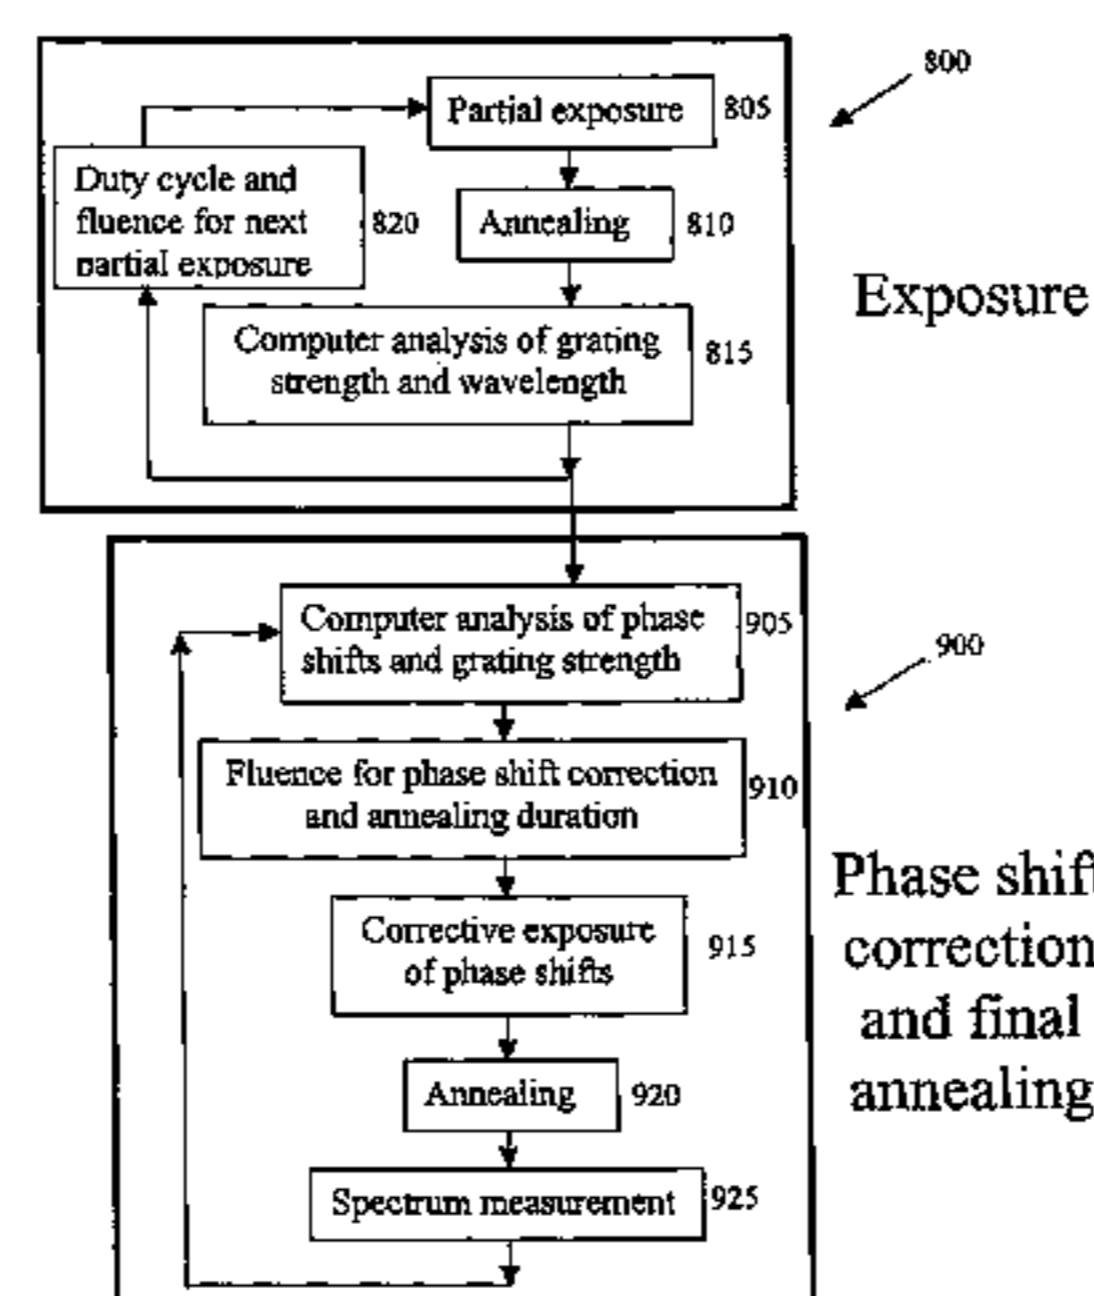 800
Partial exposure
805
Duty cycle and
fluence for next
partial exposure
820
Annealing
810
Exposure
Computer analysis of grating
strength and wavelength
815
Computer analysis of phase
shifts and grating strength
905
900
Fluence for phase shift correction
and annealing duration
910
Phase shift
correction
and final
annealing
Corrective exposure
of phase shifts
915
Annealing
920
Spectrum measurement
925